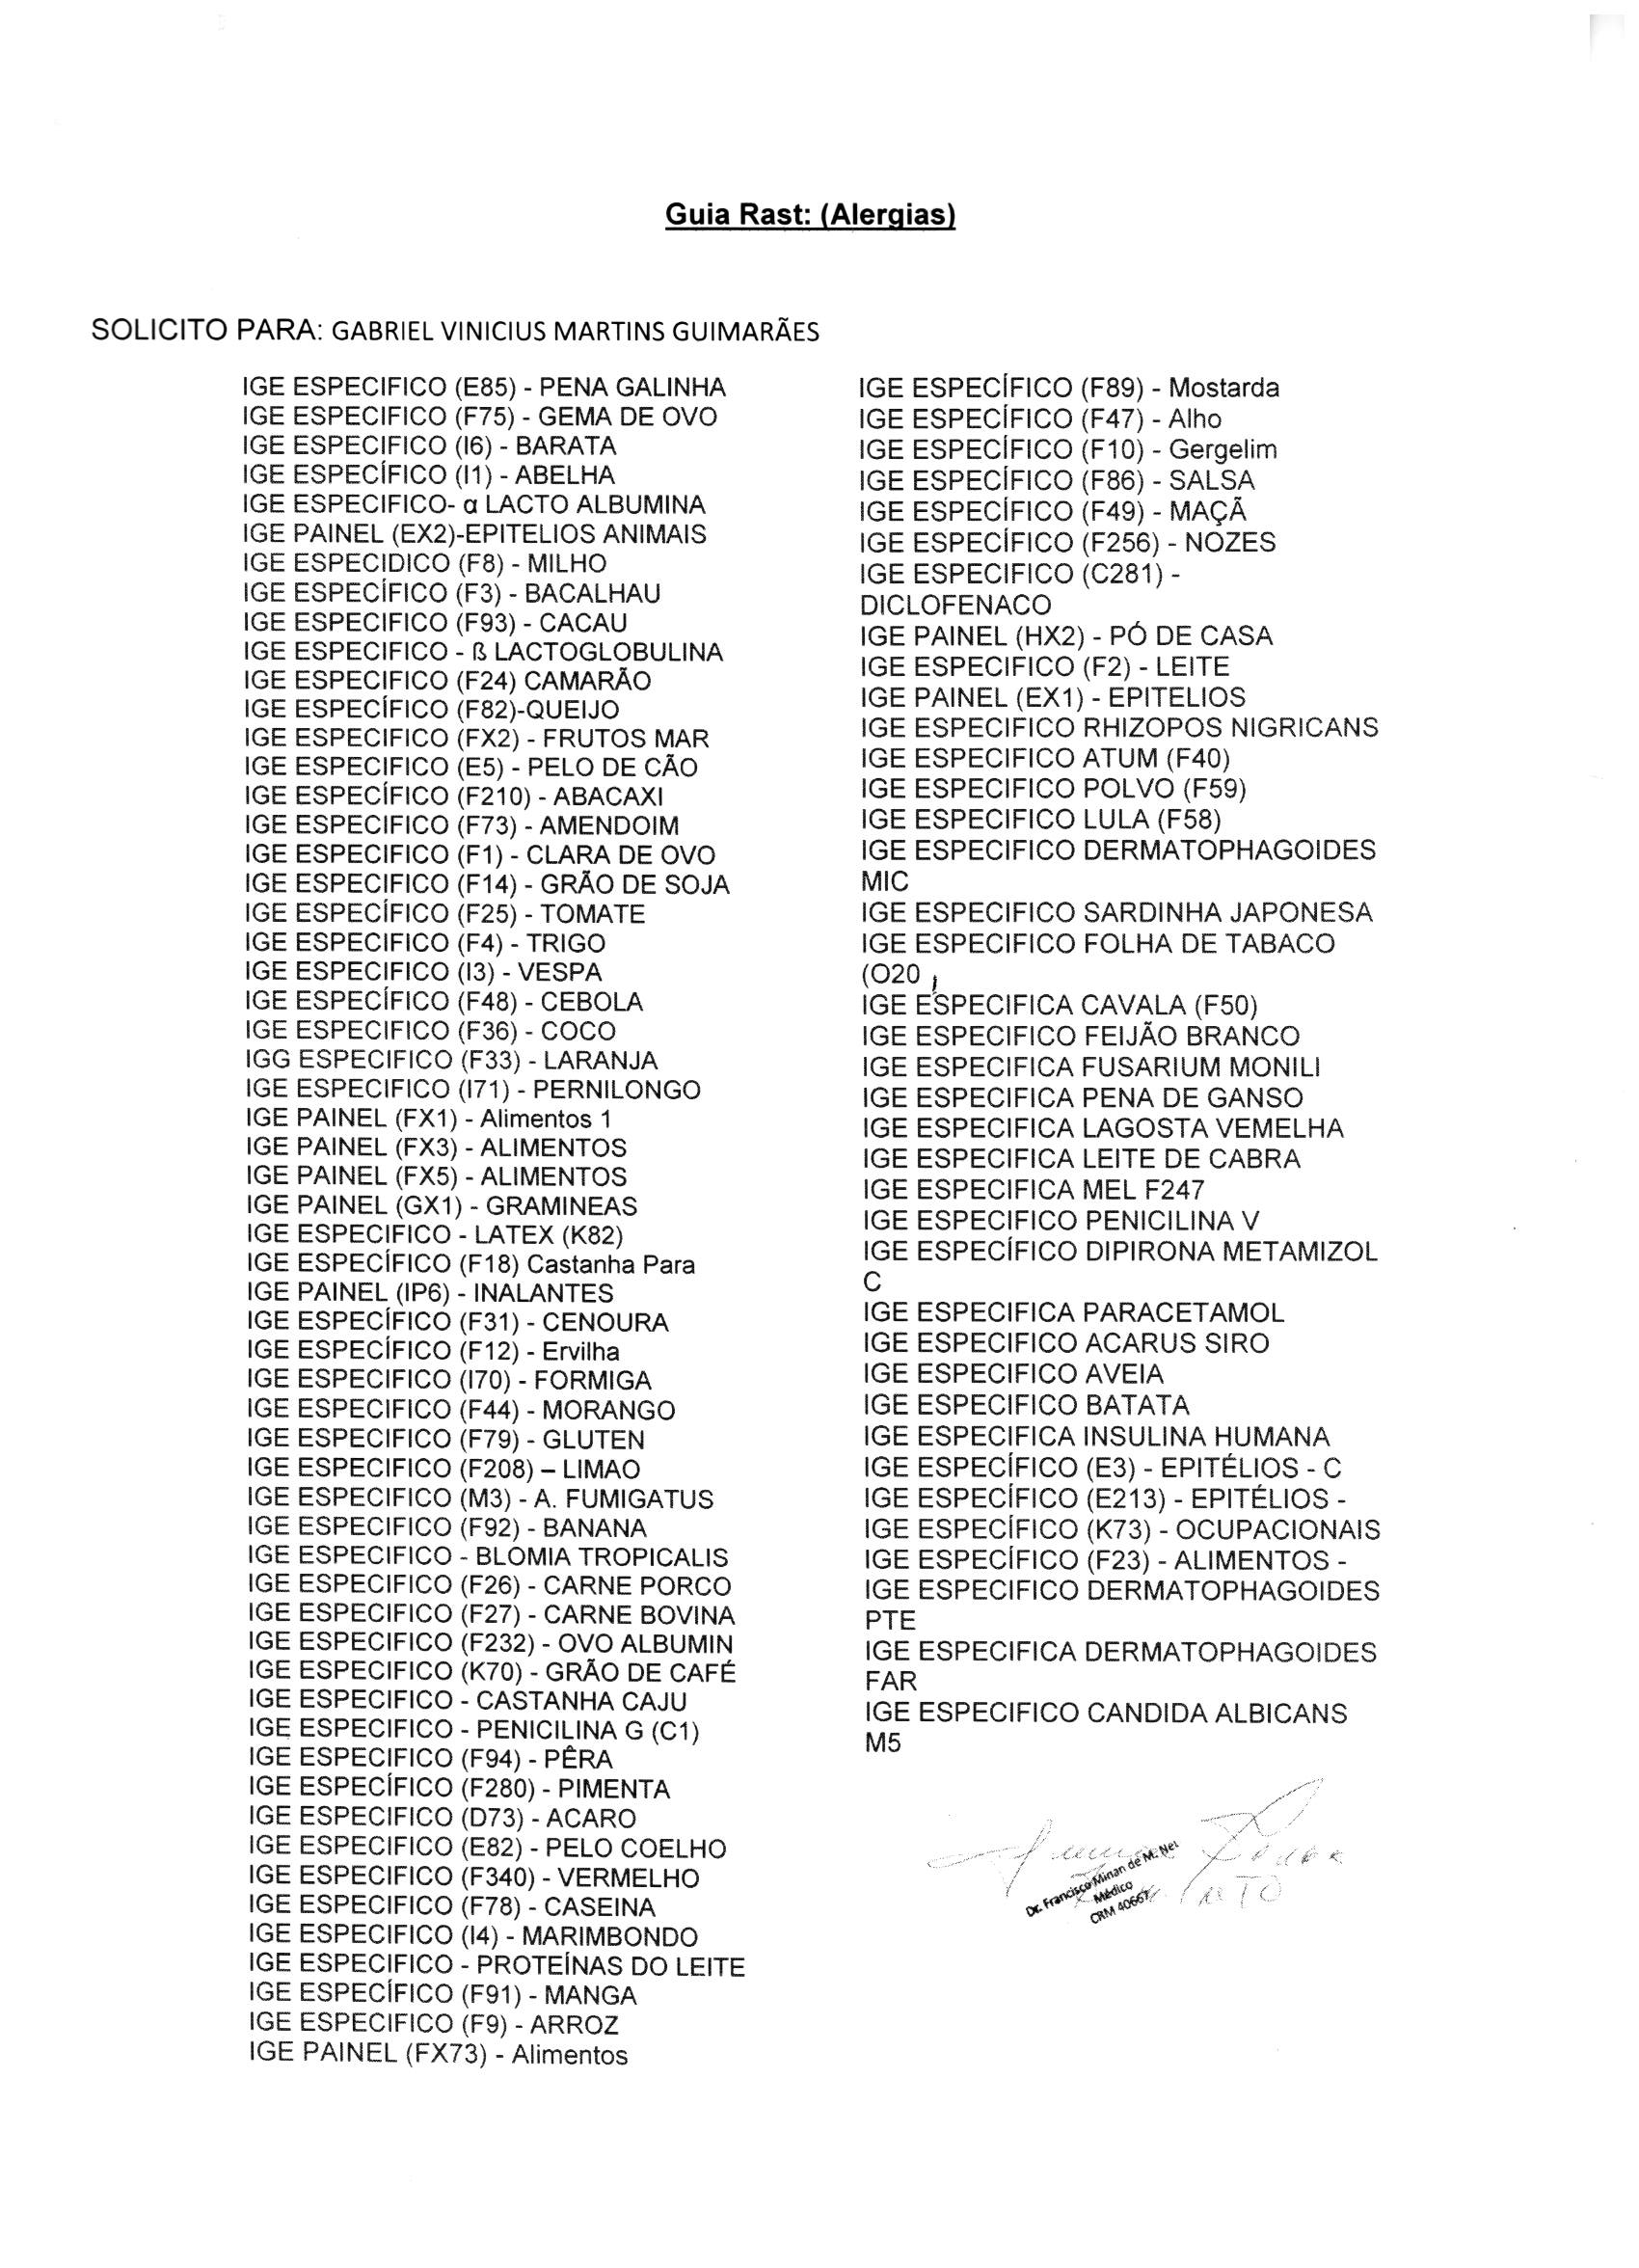 Guia Rast: (Alergias)
SOLICITO PARA: GABRIEL VINICIUS MARTINS GUIMARÃES
IGE ESPECIFICO (E85) - PENA GALINHA
IGE ESPECIFICO (F75) - GEMA DE OVO
IGE ESPECIFICO (I6) - BARATA
IGE ESPECÍFICO (I1) - ABELHA
IGE ESPECIFICO- α LACTO ALBUMINA
IGE PAINEL (EX2)-EPITELIOS ANIMAIS
IGE ESPECIDICO (F8) - MILHO
IGE ESPECÍFICO (F3) - BACALHAU
IGE ESPECIFICO (F93) - CACAU
IGE ESPECIFICO - ß LACTOGLOBULINA
IGE ESPECIFICO (F24) CAMARÃO
IGE ESPECÍFICO (F82)-QUEIJO
IGE ESPECIFICO (FX2) - FRUTOS MAR
IGE ESPECIFICO (E5) - PELO DE CÃO
IGE ESPECÍFICO (F210) - ABACAXI
IGE ESPECIFICO (F73) - AMENDOIM
IGE ESPECIFICO (F1) - CLARA DE OVO
IGE ESPECIFICO (F14) - GRÃO DE SOJA
IGE ESPECÍFICO (F25) - TOMATE
IGE ESPECIFICO (F4) - TRIGO
IGE ESPECIFICO (I3) - VESPA
IGE ESPECÍFICO (F48) - CEBOLA
IGE ESPECIFICO (F36) - COCO
IGG ESPECIFICO (F33) - LARANJA
IGE ESPECIFICO (I71) - PERNILONGO
IGE PAINEL (FX1) - Alimentos 1
IGE PAINEL (FX3) - ALIMENTOS
IGE PAINEL (FX5) - ALIMENTOS
IGE PAINEL (GX1) - GRAMINEAS
IGE ESPECIFICO - LATEX (K82)
IGE ESPECÍFICO (F18) Castanha Para
IGE PAINEL (IP6) - INALANTES
IGE ESPECÍFICO (F31) - CENOURA
IGE ESPECÍFICO (F12) - Ervilha
IGE ESPECIFICO (I70) - FORMIGA
IGE ESPECIFICO (F44) - MORANGO
IGE ESPECIFICO (F79) - GLUTEN
IGE ESPECIFICO (F208) – LIMAO
IGE ESPECIFICO (M3) - A. FUMIGATUS
IGE ESPECIFICO (F92) - BANANA
IGE ESPECIFICO - BLOMIA TROPICALIS
IGE ESPECIFICO (F26) - CARNE PORCO
IGE ESPECIFICO (F27) - CARNE BOVINA
IGE ESPECIFICO (F232) - OVO ALBUMIN
IGE ESPECIFICO (K70) - GRÃO DE CAFÉ
IGE ESPECIFICO - CASTANHA CAJU
IGE ESPECIFICO - PENICILINA G (C1)
IGE ESPECIFICO (F94) - PÊRA
IGE ESPECÍFICO (F280) - PIMENTA
IGE ESPECIFICO (D73) - ACARO
IGE ESPECIFICO (E82) - PELO COELHO
IGE ESPECÍFICO (F340) - VERMELHO
IGE ESPECIFICO (F78) - CASEINA
IGE ESPECIFICO (I4) - MARIMBONDO
IGE ESPECIFICO - PROTEÍNAS DO LEITE
IGE ESPECÍFICO (F91) - MANGA
IGE ESPECIFICO (F9) - ARROZ
IGE PAINEL (FX73) - Alimentos
IGE ESPECÍFICO (F89) - Mostarda
IGE ESPECÍFICO (F47) - Alho
IGE ESPECÍFICO (F10) - Gergelim
IGE ESPECÍFICO (F86) - SALSA
IGE ESPECÍFICO (F49) - MAÇÃ
IGE ESPECÍFICO (F256) - NOZES
IGE ESPECIFICO (C281) -
DICLOFENACO
IGE PAINEL (HX2) - PÓ DE CASA
IGE ESPECIFICO (F2) - LEITE
IGE PAINEL (EX1) - EPITELIOS
IGE ESPECIFICO RHIZOPOS NIGRICANS
IGE ESPECIFICO ATUM (F40)
IGE ESPECIFICO POLVO (F59)
IGE ESPECIFICO LULA (F58)
IGE ESPECIFICO DERMATOPHAGOIDES
MIC
IGE ESPECIFICO SARDINHA JAPONESA
IGE ESPECIFICO FOLHA DE TABACO
(O20
IGE ESPECIFICA CAVALA (F50)
IGE ESPECIFICO FEIJÃO BRANCO
IGE ESPECIFICA FUSARIUM MONILI
IGE ESPECIFICA PENA DE GANSO
IGE ESPECIFICA LAGOSTA VEMELHA
IGE ESPECIFICA LEITE DE CABRA
IGE ESPECIFICA MEL F247
IGE ESPECIFICO PENICILINA V
IGE ESPECÍFICO DIPIRONA METAMIZOL
C
IGE ESPECIFICA PARACETAMOL
IGE ESPECIFICO ACARUS SIRO
IGE ESPECIFICO AVEIA
IGE ESPECIFICO BATATA
IGE ESPECIFICA INSULINA HUMANA
IGE ESPECÍFICO (E3) - EPITÉLIOS - C
IGE ESPECÍFICO (E213) - EPITÉLIOS -
IGE ESPECÍFICO (K73) - OCUPACIONAIS
IGE ESPECÍFICO (F23) - ALIMENTOS -
IGE ESPECIFICO DERMATOPHAGOIDES
PTE
IGE ESPECIFICA DERMATOPHAGOIDES
FAR
IGE ESPECIFICO CANDIDA ALBICANS
M5
Dr. Francisco Minan de M. Net
Médico
CRM 40667